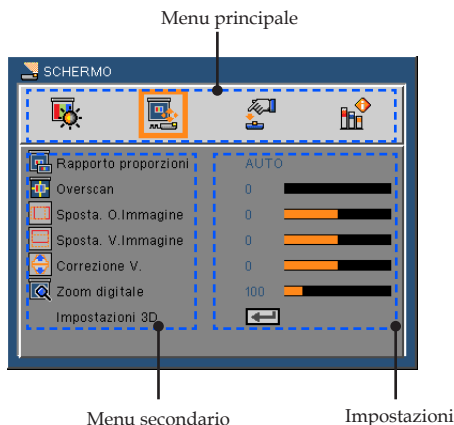 Menu principale
SCHERMO
Rapporto proporzioni AUTO
Overscan 0
Sposta. O.Immagine 0
Sposta. V.Immagine 0
Correzione V. 0
Zoom digitale 100
Impostazioni 3D
Menu secondario
Impostazioni